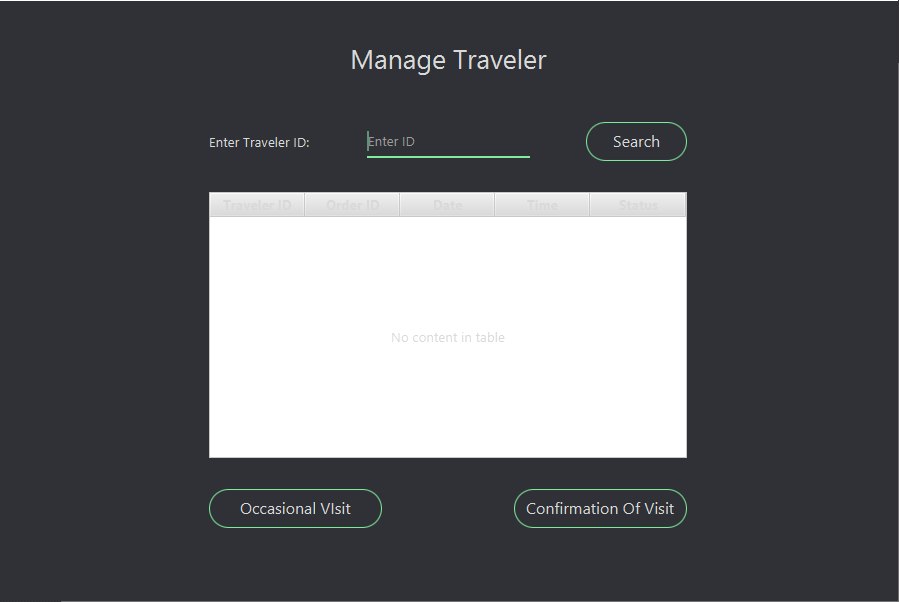 Manage Traveler
Enter Traveler ID: Enter ID Search
Traveler ID Order ID Date Time Status
No content in table
Occasional VIsit Confirmation Of Visit